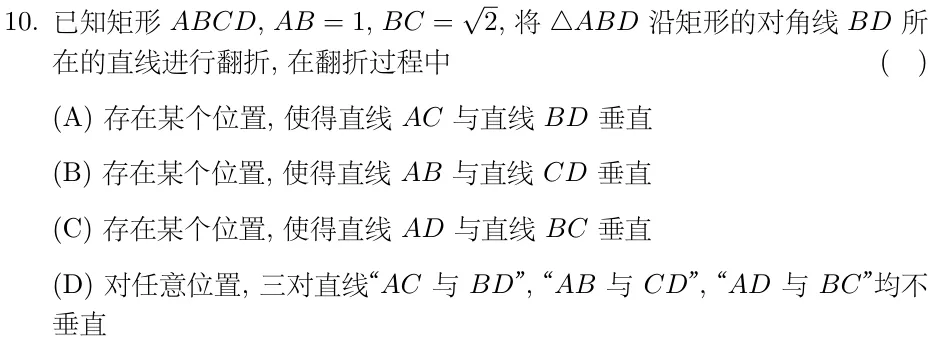 10. 已知矩形 ABCD, AB = 1, BC = √2, 将 △ABD 沿矩形的对角线 BD 所
在的直线进行翻折, 在翻折过程中 ( )
(A) 存在某个位置, 使得直线 AC 与直线 BD 垂直
(B) 存在某个位置, 使得直线 AB 与直线 CD 垂直
(C) 存在某个位置, 使得直线 AD 与直线 BC 垂直
(D) 对任意位置, 三对直线“AC 与 BD”, “AB 与 CD”, “AD 与 BC”均不
垂直